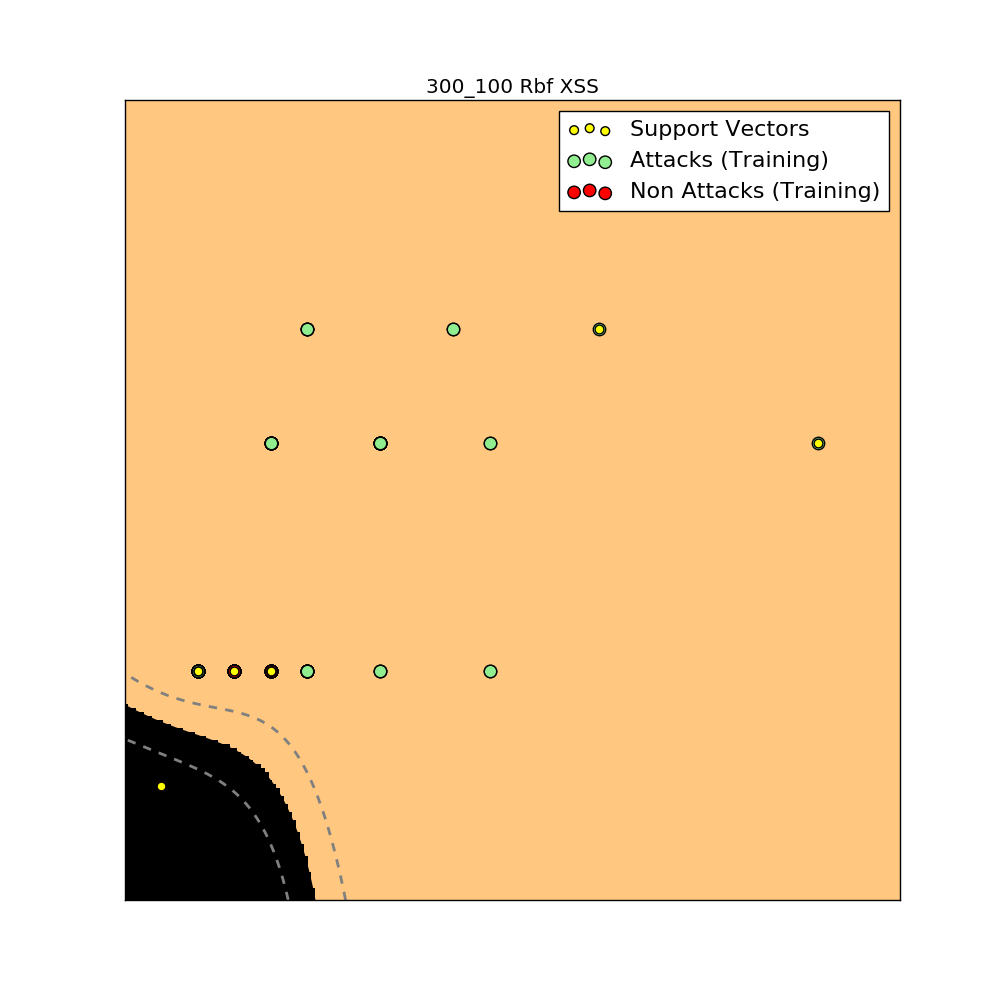 300_100 Rbf XSS
Support Vectors
Attacks (Training)
Non Attacks (Training)